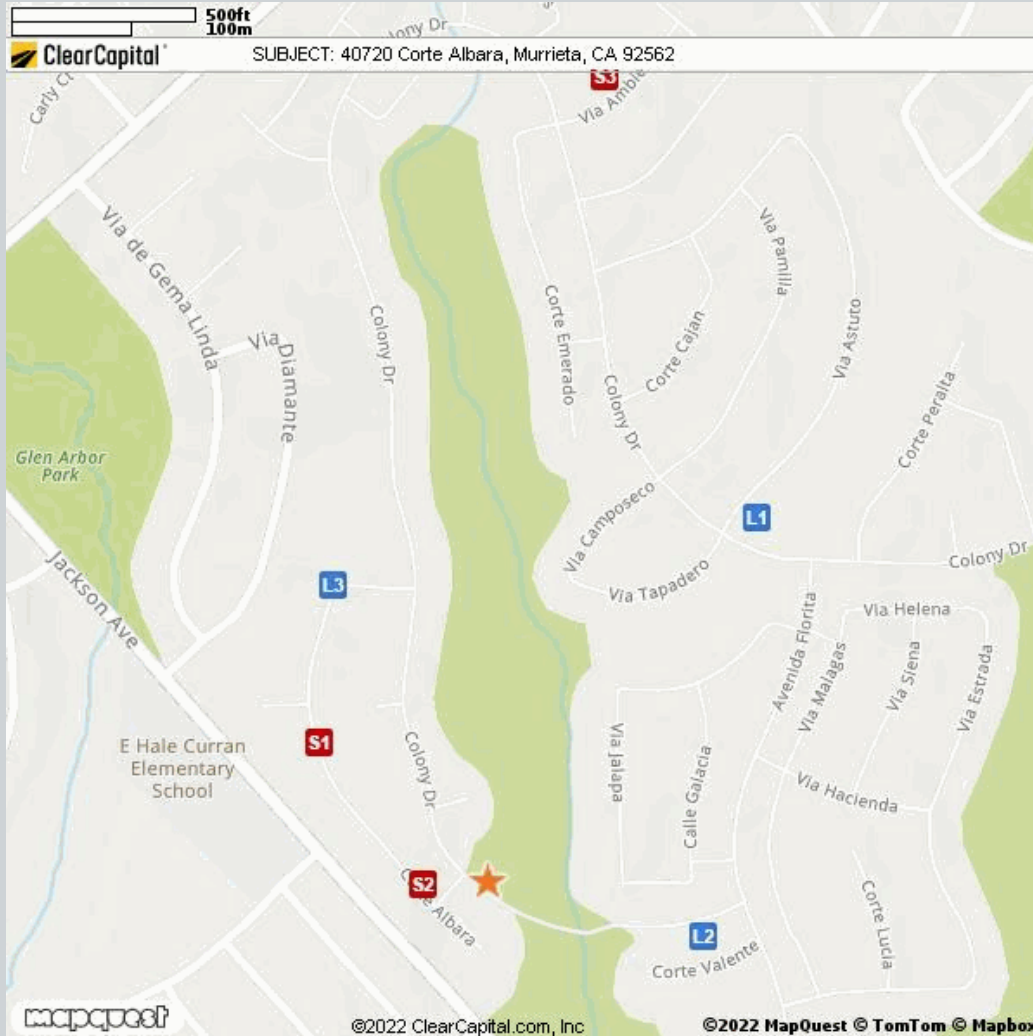 500ft
100m
ClearCapital
SUBJECT: 40720 Corte Albara, Murrieta, CA 92562
Colony Dr
Carly Ct
S3
Via Amble
Via de Gema Linda
Via Diamante
Colony Dr
Corte Emerado
Via Pamilla
Corte Cajan
Via Astuto
Colony Dr
Corte Peralta
Glen Arbor
Park
Via Camposeco
L1
Via Tapadero
Colony Dr
Jackson Ave
L3
Via Helena
Avenida Florita
Via Malagas
Via Siena
Via Estrada
S1
E Hale Curran
Elementary
School
Colony Dr
Via Jalapa
Calle Galacia
Via Hacienda
S2
Corte Albara
L2
Corte Lucia
Corte Valente
mapquest
©2022 ClearCapital.com, Inc
©2022 MapQuest © TomTom © Mapbox